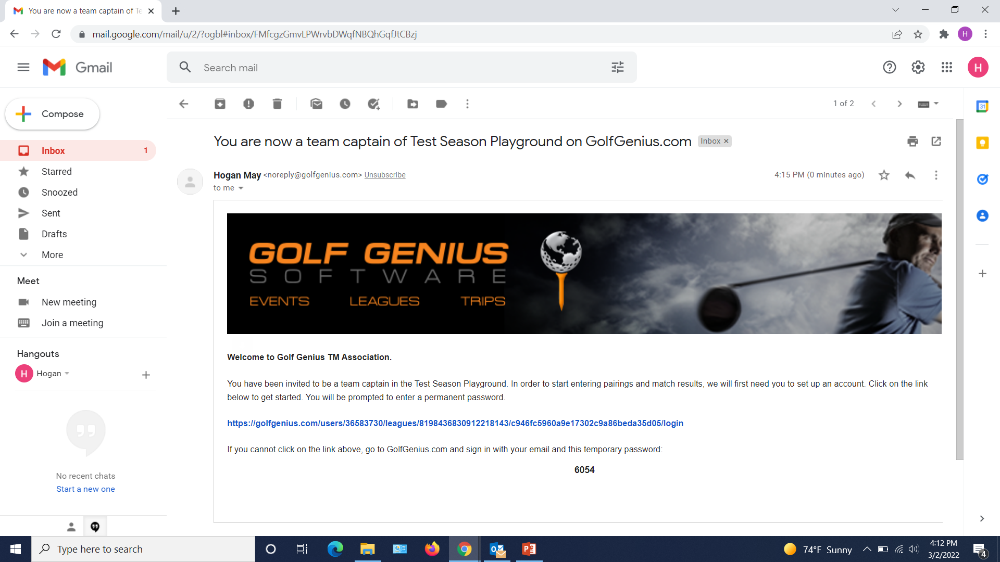 You are now a team captain of Te
mail.google.com/mail/u/2/?ogbl#inbox/FMfcgzGmvLPWrvbDWqfNBQhGqfJtCBzj
H
Gmail
Search mail
H
Compose
1 of 2
31
Inbox 1
Starred
Snoozed
Sent
Drafts
More
Meet
New meeting
Join a meeting
Hangouts
H Hogan
No recent chats
Start a new one
You are now a team captain of Test Season Playground on GolfGenius.com Inbox
Hogan May <noreply@golfgenius.com> Unsubscribe
4:15 PM (0 minutes ago)
to me
GOLF GENIUS
SOFTWARE
EVENTS LEAGUES TRIPS
Welcome to Golf Genius TM Association.
You have been invited to be a team captain in the Test Season Playground. In order to start entering pairings and match results, we will first need you to set up an account. Click on the link
below to get started. You will be prompted to enter a permanent password.
https://golfgenius.com/users/36583730/leagues/8198436830912218143/c946fc5960a9e17302c9a86beda35d05/login
If you cannot click on the link above, go to GolfGenius.com and sign in with your email and this temporary password:
6054
Type here to search
74°F Sunny
4:12 PM
3/2/2022
4